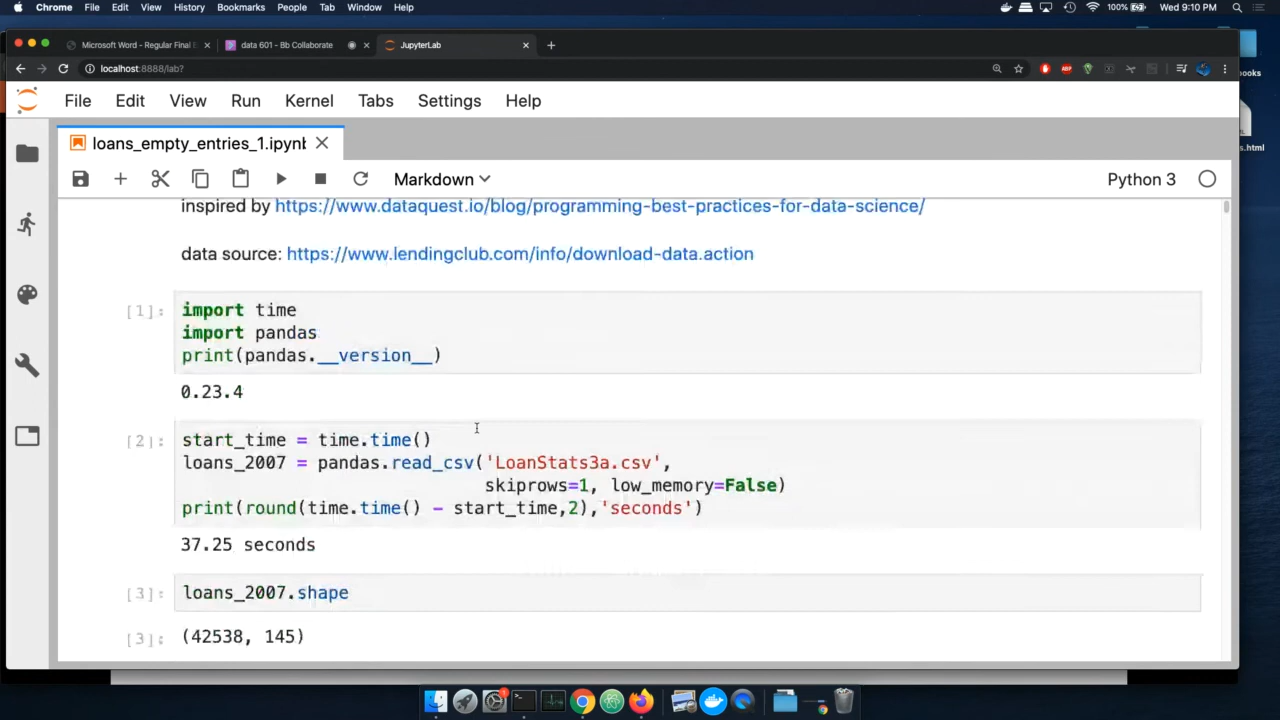 Chrome File Edit View History Bookmarks People Tab Window Help 100% Wed 9:10 PM
Microsoft Word - Regular Final E data 601 - Bb Collaborate JupyterLab
localhost:8888/lab?
ABP
ooks
File Edit View Run Kernel Tabs Settings Help
s.html
loans_empty_entries_1.ipynb
Markdown Python 3
inspired by https://www.dataquest.io/blog/programming-best-practices-for-data-science/
data source: https://www.lendingclub.com/info/download-data.action
[1]: import time
import pandas
print(pandas.__version__)
0.23.4
[2]: start_time = time.time()
loans_2007 = pandas.read_csv('LoanStats3a.csv',
skiprows=1, low_memory=False)
print(round(time.time() - start_time,2),'seconds')
37.25 seconds
[3]: loans_2007.shape
[3]: (42538, 145)